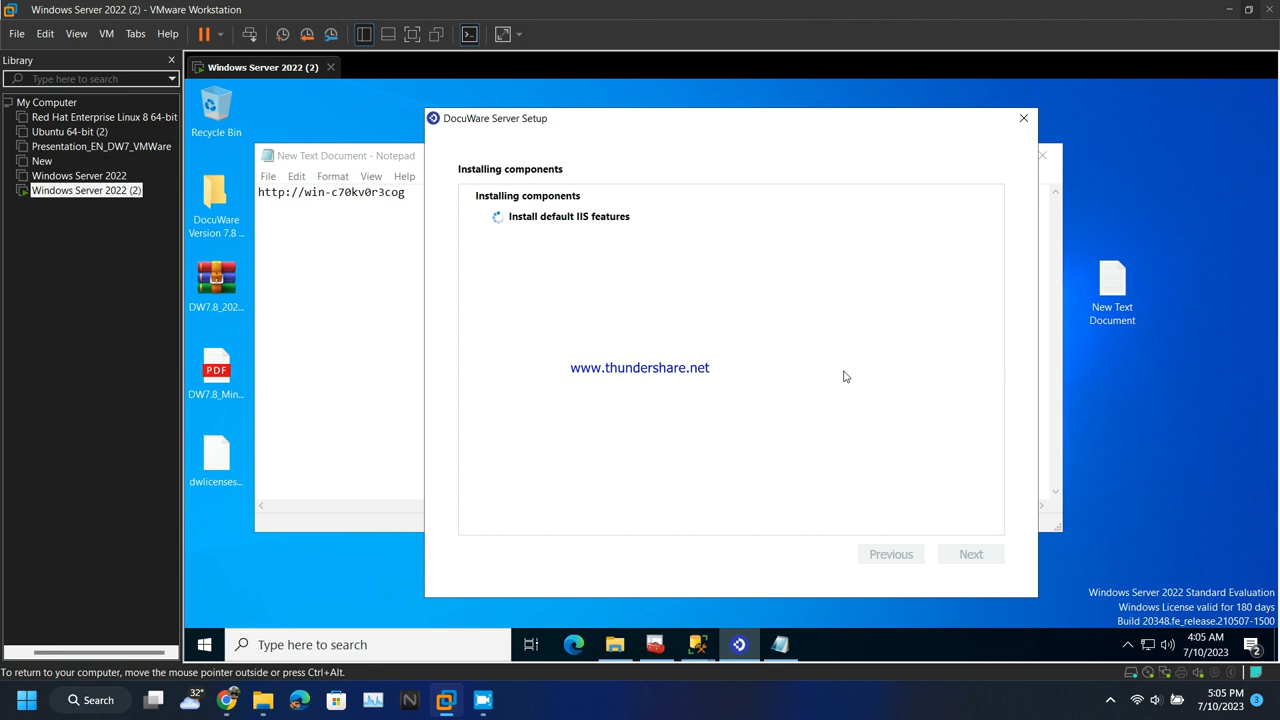 Windows Server 2022 (2) - VMware Workstation
File Edit View VM Tabs Help
Library
Type here to search
My Computer
Red Hat Enterprise Linux 8 64-bit
Ubuntu 64-bit (2)
Presentation_EN_DW7_VMWare
New
Windows Server 2022
Windows Server 2022 (2)
Windows Server 2022 (2)
Recycle Bin
DocuWare
Version 7.8 ...
DW7.8_202...
PDF
DW7.8_Min...
dwlicenses...
New Text Document - Notepad
File Edit Format View Help
http://win-c70kv0r3cog
DocuWare Server Setup
Installing components
Installing components
Install default IIS features
www.thundershare.net
Previous Next
New Text
Document
Windows Server 2022 Standard Evaluation
Windows License valid for 180 days
Build 20348.fe_release.210507-1500
Type here to search
4:05 AM
7/10/2023
2
To return to your computer, move the mouse pointer outside or press Ctrl+Alt.
Search
32°
N
5:05 PM
7/10/2023
3